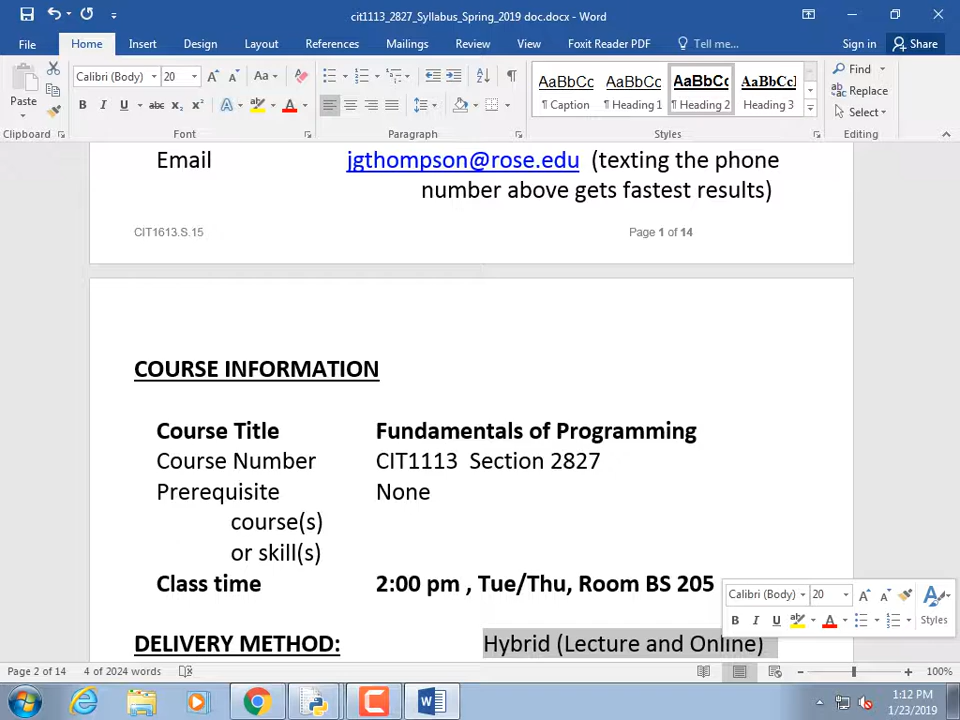 cit1113_2827_Syllabus_Spring_2019 doc.docx - Word
File Home Insert Design Layout References Mailings Review View Foxit Reader PDF Tell me... Sign in Share
Calibri (Body) 20 A A Aa
Paste
B I U abc x₂ x² A A
AaBbCc AaBbCc AaBbCc AaBbCcI
¶ Caption ¶ Heading 1 ¶ Heading 2 Heading 3
Find
Replace
Select
Clipboard Font Paragraph Styles Editing
Email jgthompson@rose.edu (texting the phone
number above gets fastest results)
CIT1613.S.15 Page 1 of 14
COURSE INFORMATION
Course Title Fundamentals of Programming
Course Number CIT1113 Section 2827
Prerequisite None
course(s)
or skill(s)
Class time 2:00 pm , Tue/Thu, Room BS 205
Calibri (Body) 20 A A
B I U A Styles
DELIVERY METHOD: Hybrid (Lecture and Online)
Page 2 of 14 4 of 2024 words 100%
1:12 PM
1/23/2019